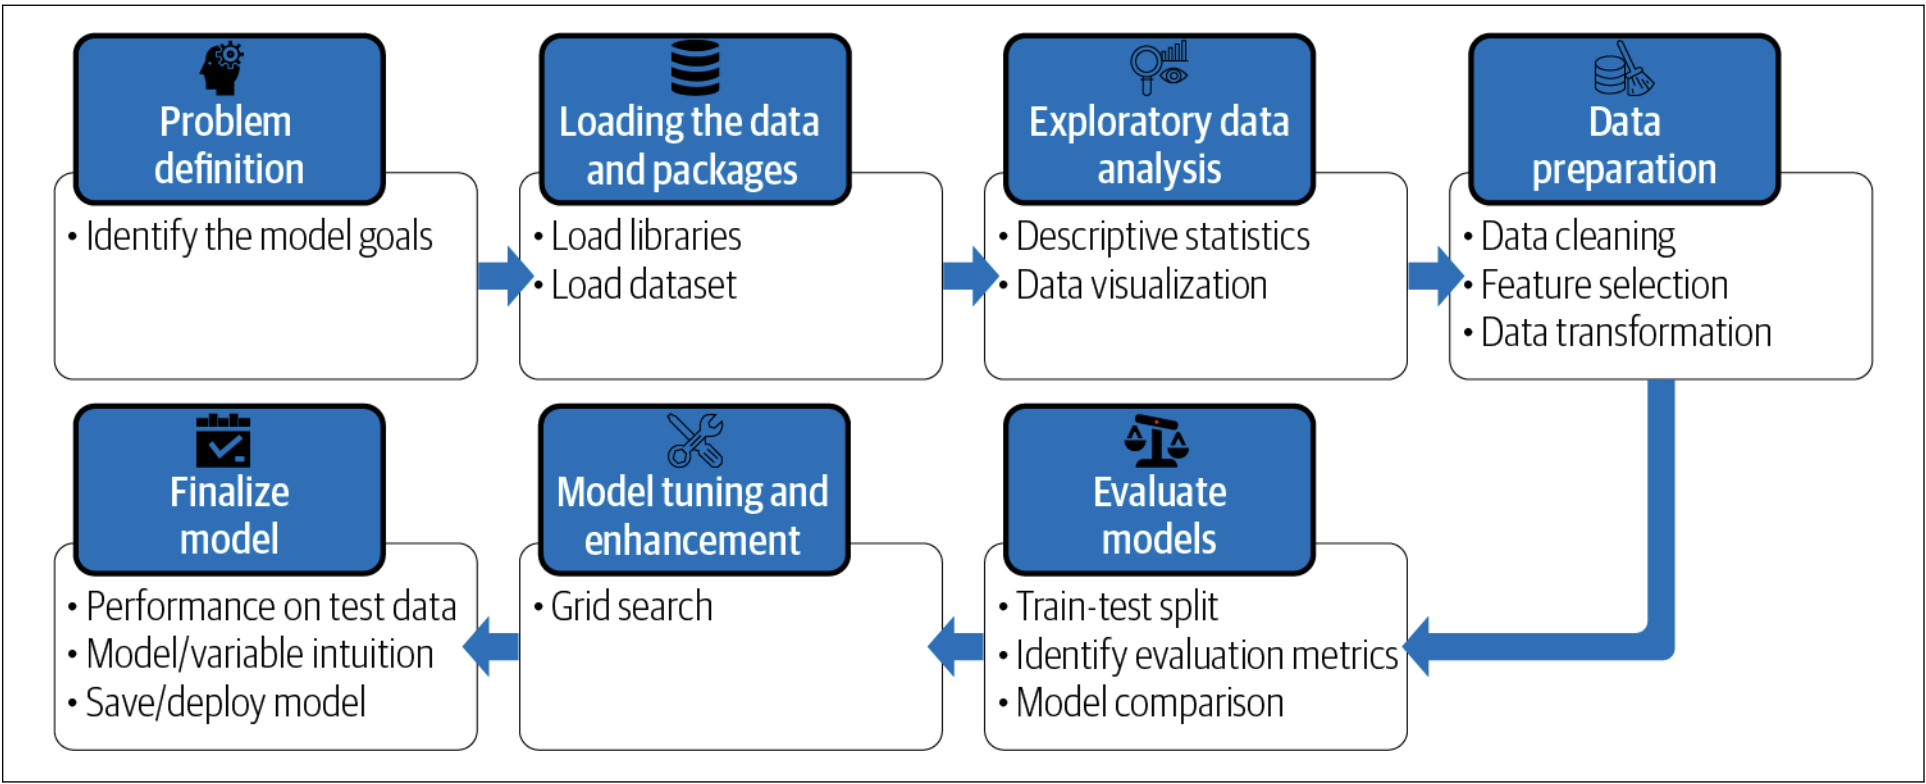 Problem
definition
• Identify the model goals
Loading the data
and packages
• Load libraries
• Load dataset
Exploratory data
analysis
• Descriptive statistics
• Data visualization
Data
preparation
• Data cleaning
• Feature selection
• Data transformation
Evaluate
models
• Train-test split
• Identify evaluation metrics
• Model comparison
Model tuning and
enhancement
• Grid search
Finalize
model
• Performance on test data
• Model/variable intuition
• Save/deploy model